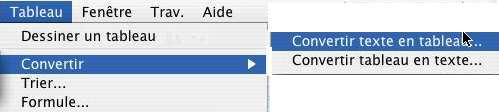 Tableau Fenêtre Trav. Aide
Dessiner un tableau
Convertir
Convertir texte en tableau...
Convertir tableau en texte...
Trier...
Formule...